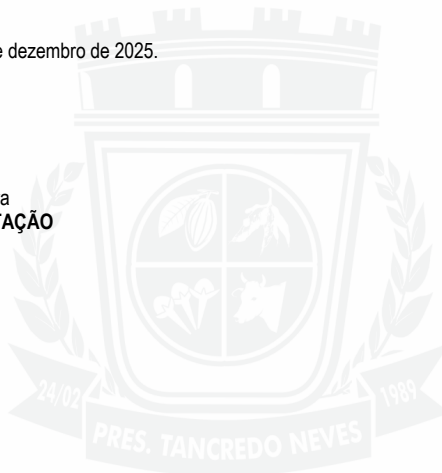 e dezembro de 2025.
a
TAÇÃO
24/02
1989
PRES. TANCREDO NEVES